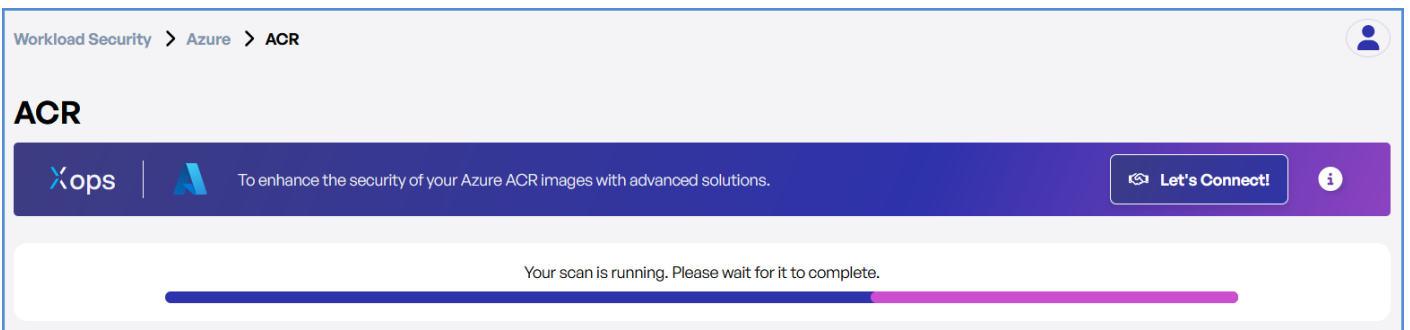 Workload Security > Azure > ACR
ACR
Xops
To enhance the security of your Azure ACR images with advanced solutions.
Let's Connect!
Your scan is running. Please wait for it to complete.